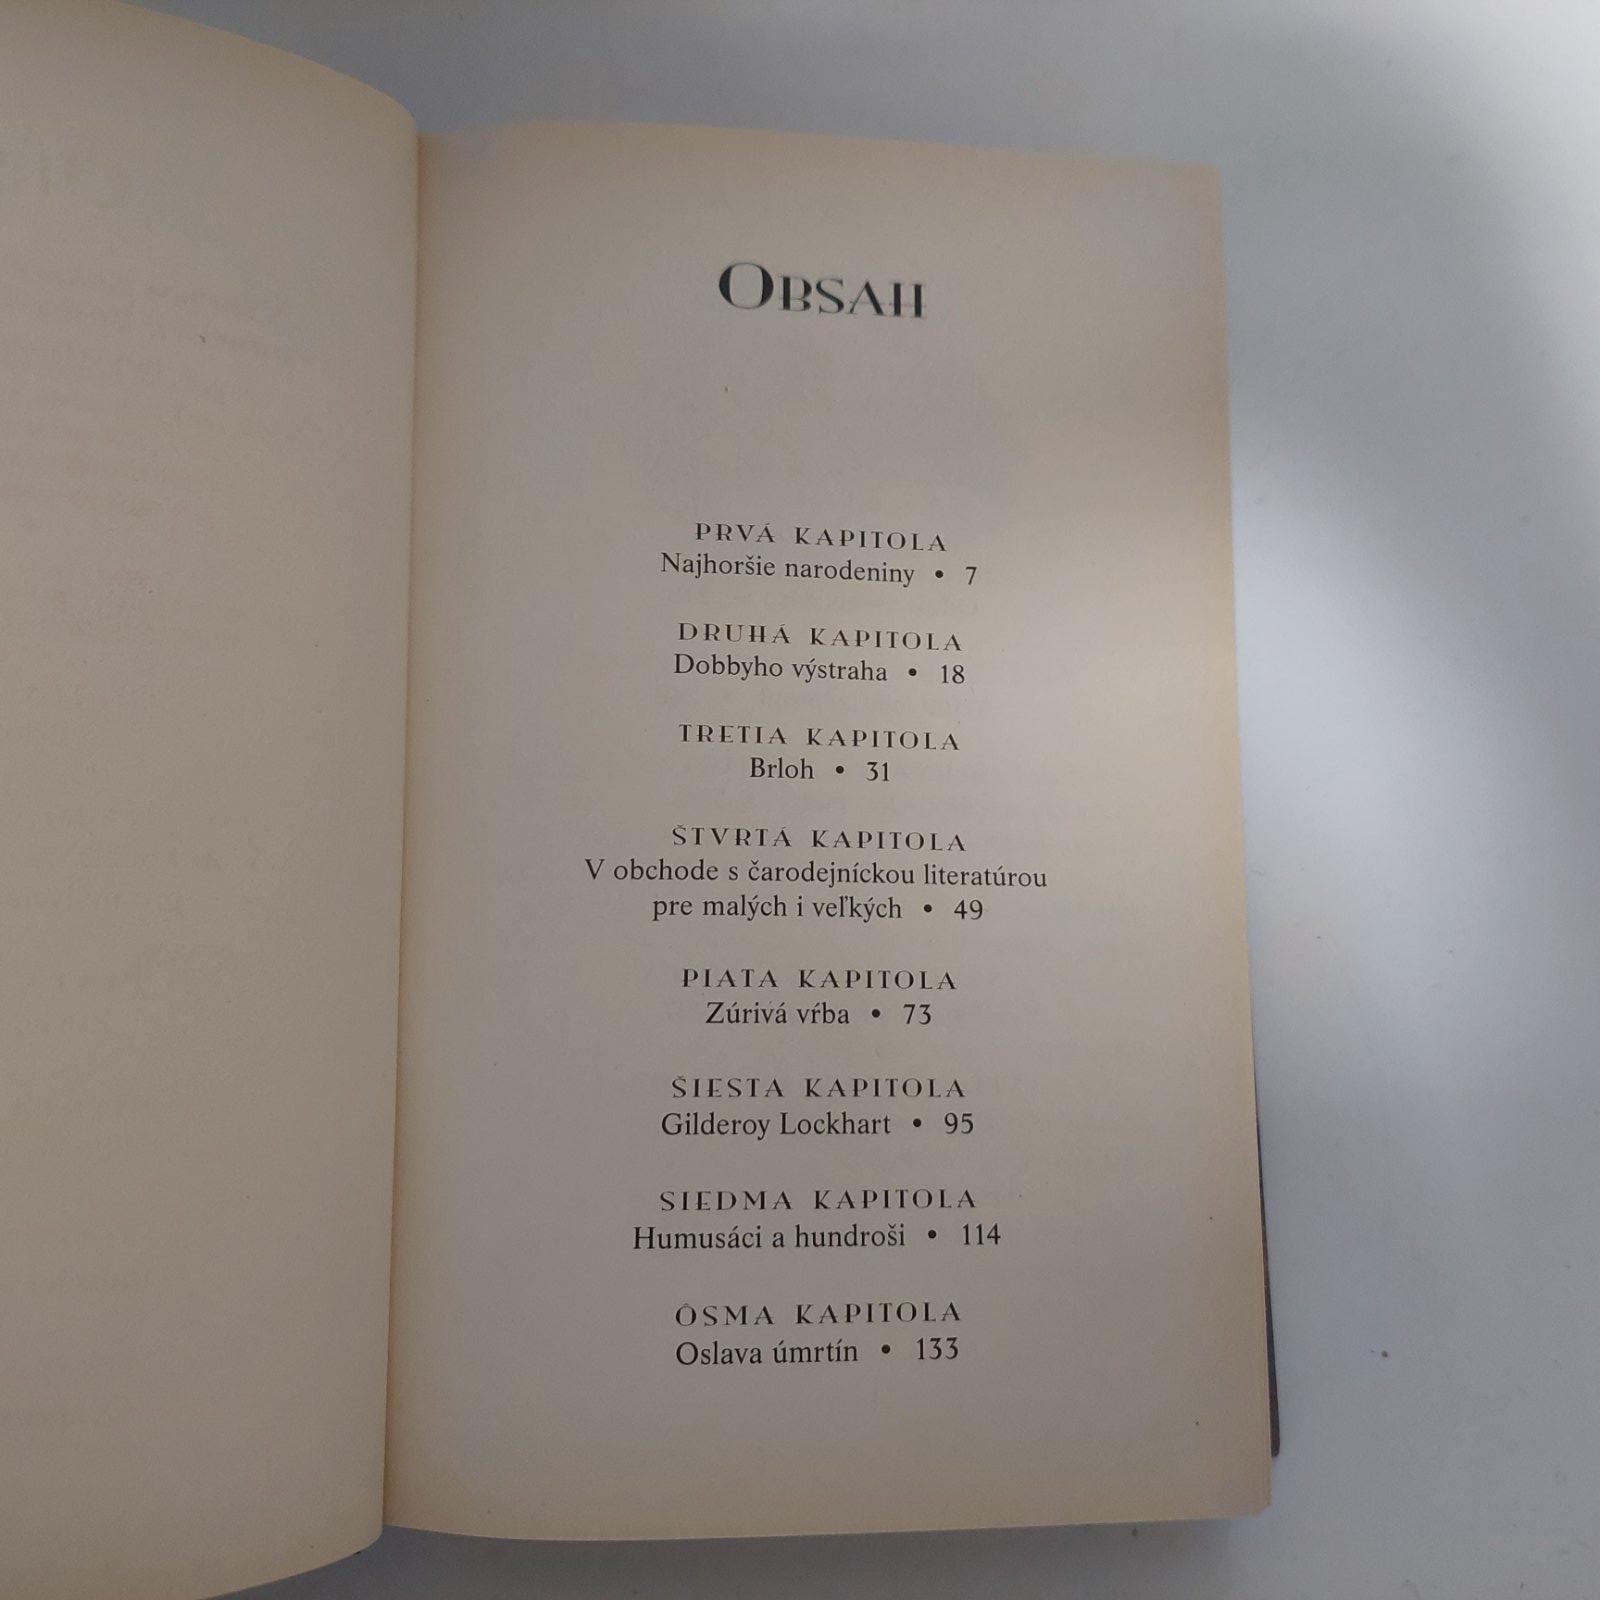 OBSAH
PRVÁ KAPITOLA
Najhoršie narodeniny • 7
DRUHÁ KAPITOLA
Dobbyho výstraha • 18
TRETIA KAPITOLA
Brloh • 31
ŠTVRTÁ KAPITOLA
V obchode s čarodejníckou literatúrou
pre malých i veľkých • 49
PIATA KAPITOLA
Zúrivá vŕba • 73
ŠIESTA KAPITOLA
Gilderoy Lockhart • 95
SIEDMA KAPITOLA
Humusáci a hundroši • 114
ÔSMA KAPITOLA
Oslava úmrtín • 133